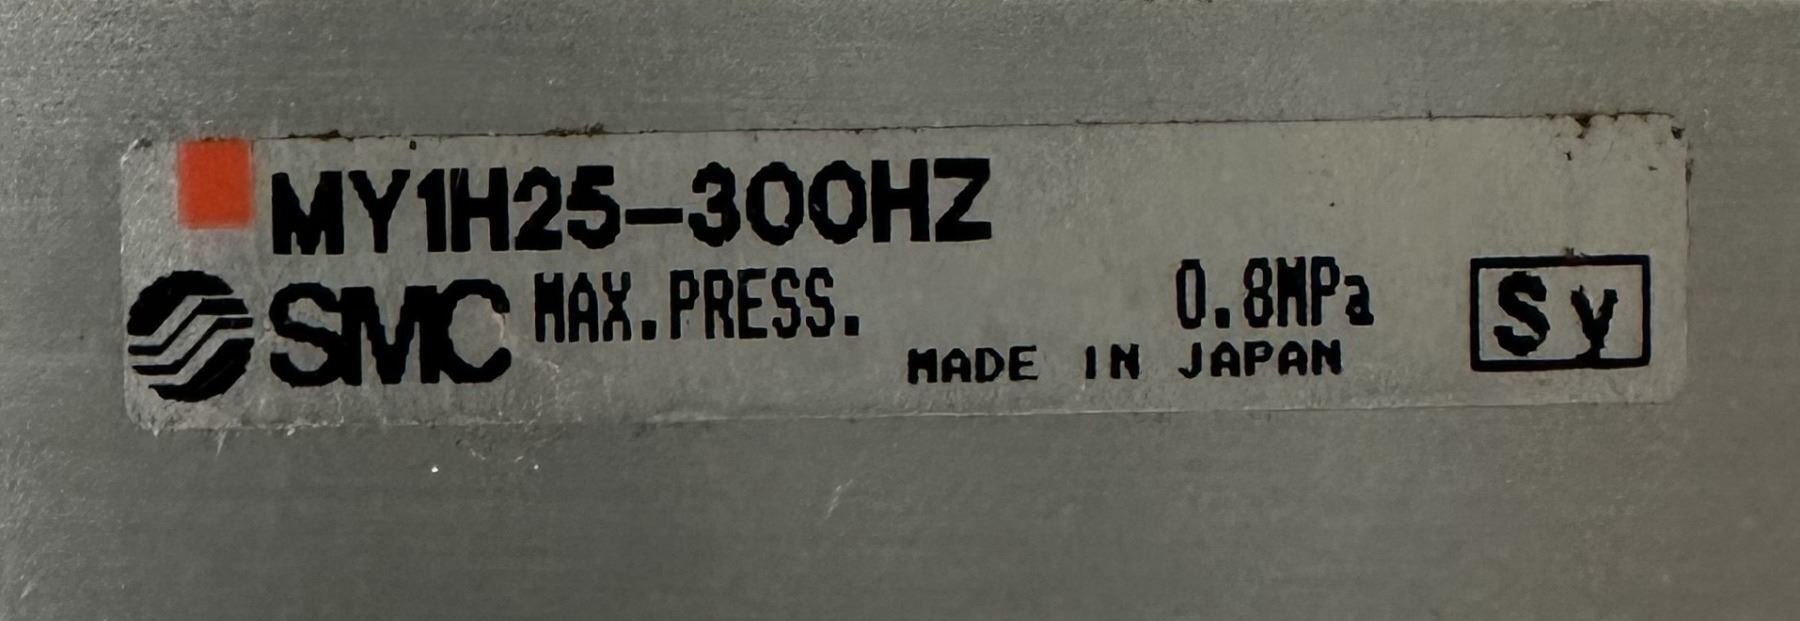 MY1H25-300HZ
SMC MAX.PRESS. 0.8MPa
MADE IN JAPAN
Sy